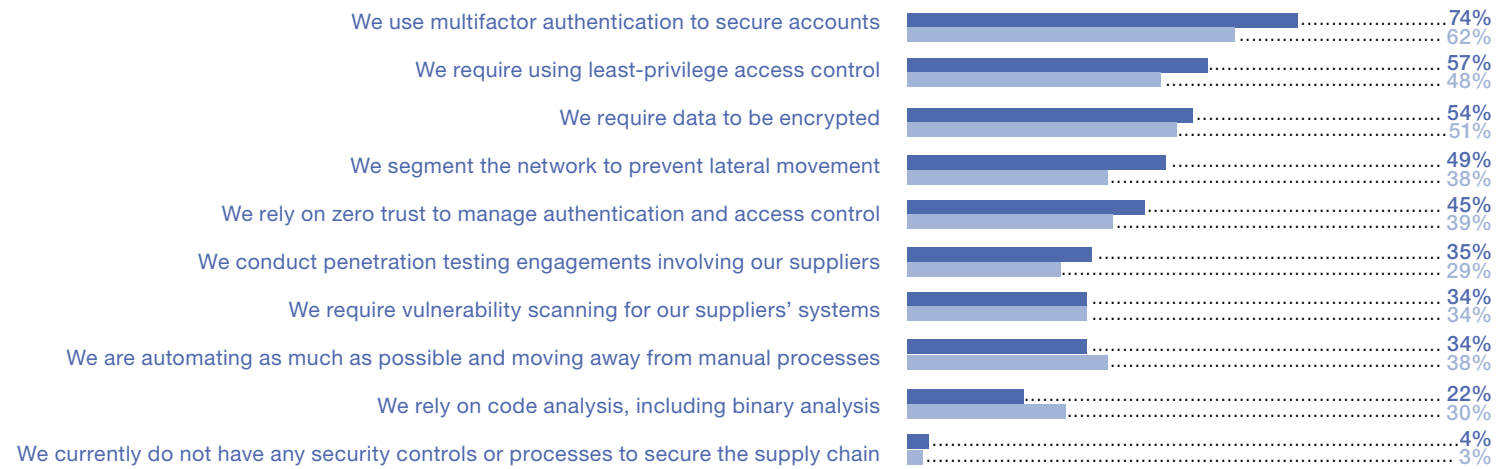 We use multifactor authentication to secure accounts
74%
62%
We require using least-privilege access control
57%
48%
We require data to be encrypted
54%
51%
We segment the network to prevent lateral movement
49%
38%
We rely on zero trust to manage authentication and access control
45%
39%
We conduct penetration testing engagements involving our suppliers
35%
29%
We require vulnerability scanning for our suppliers’ systems
34%
34%
We are automating as much as possible and moving away from manual processes
34%
38%
We rely on code analysis, including binary analysis
22%
30%
We currently do not have any security controls or processes to secure the supply chain
4%
3%